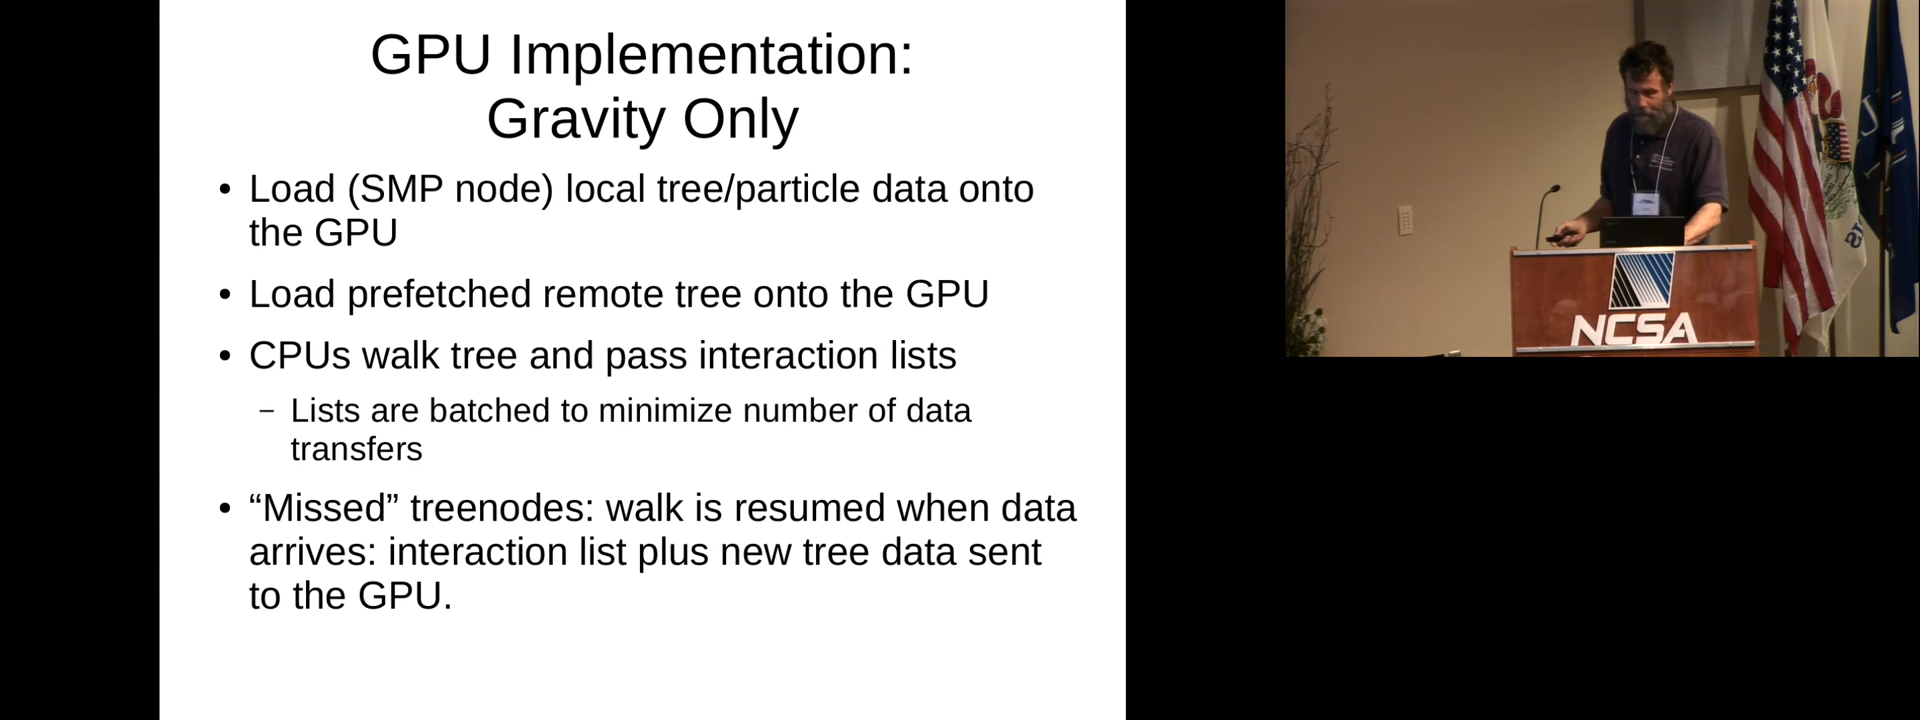 GPU Implementation:
Gravity Only
• Load (SMP node) local tree/particle data onto
the GPU
• Load prefetched remote tree onto the GPU
• CPUs walk tree and pass interaction lists
– Lists are batched to minimize number of data
transfers
• “Missed” treenodes: walk is resumed when data
arrives: interaction list plus new tree data sent
to the GPU.
NCSA